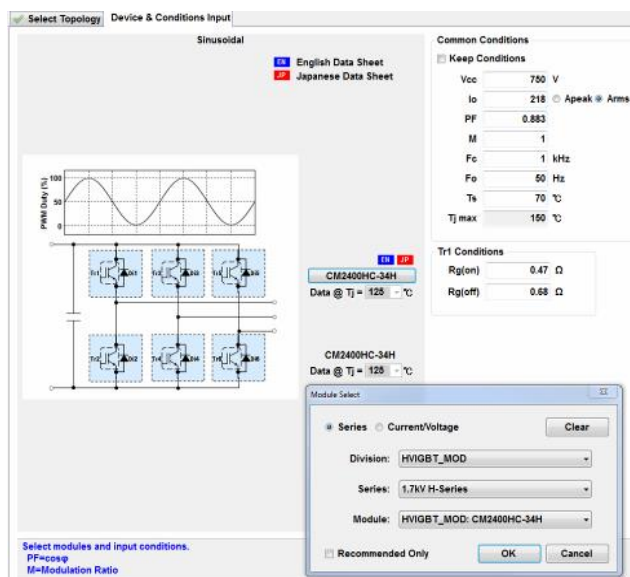 Select Topology Device & Conditions Input
Sinusoidal
EN English Data Sheet
JP Japanese Data Sheet
Common Conditions
Keep Conditions
Vcc 750 V
Io 218 Apeak Arms
PF 0.883
M 1
Fc 1 kHz
Fo 50 Hz
Ts 70 ℃
Tj max 150 ℃
PWM Duty (%)
100
50
0
Tr1 Di1 Tr3 Di3 Tr5 Di5
Tr2 Di2 Tr4 Di4 Tr6 Di6
EN JP
CM2400HC-34H
Data @ Tj = 125 ℃
Tr1 Conditions
Rg(on) 0.47 Ω
Rg(off) 0.68 Ω
CM2400HC-34H
Data @ Tj = 125 ℃
Module Select
Series Current/Voltage Clear
Division: HVIGBT_MOD
Series: 1.7kV H-Series
Module: HVIGBT_MOD: CM2400HC-34H
Recommended Only OK Cancel
Select modules and input conditions.
PF=cosφ
M=Modulation Ratio